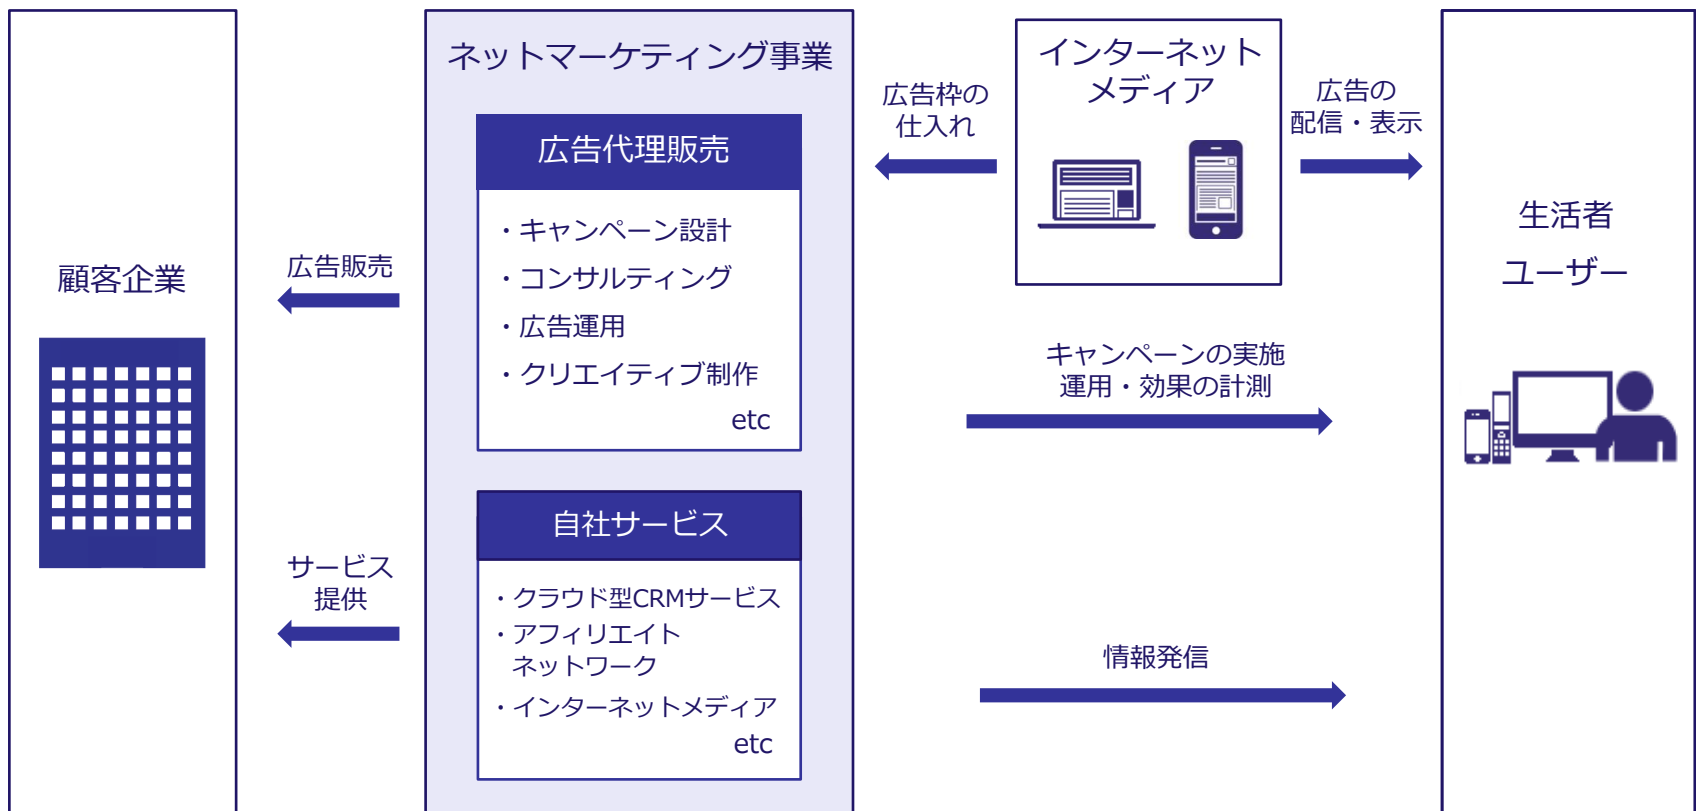 顧客企業
広告販売
サービス
提供
ネットマーケティング事業
広告代理販売
・キャンペーン設計
・コンサルティング
・広告運用
・クリエイティブ制作
etc
自社サービス
・クラウド型CRMサービス
・アフィリエイト
ネットワーク
・インターネットメディア
etc
広告枠の
仕入れ
インターネット
メディア
広告の
配信・表示
キャンペーンの実施
運用・効果の計測
情報発信
生活者
ユーザー